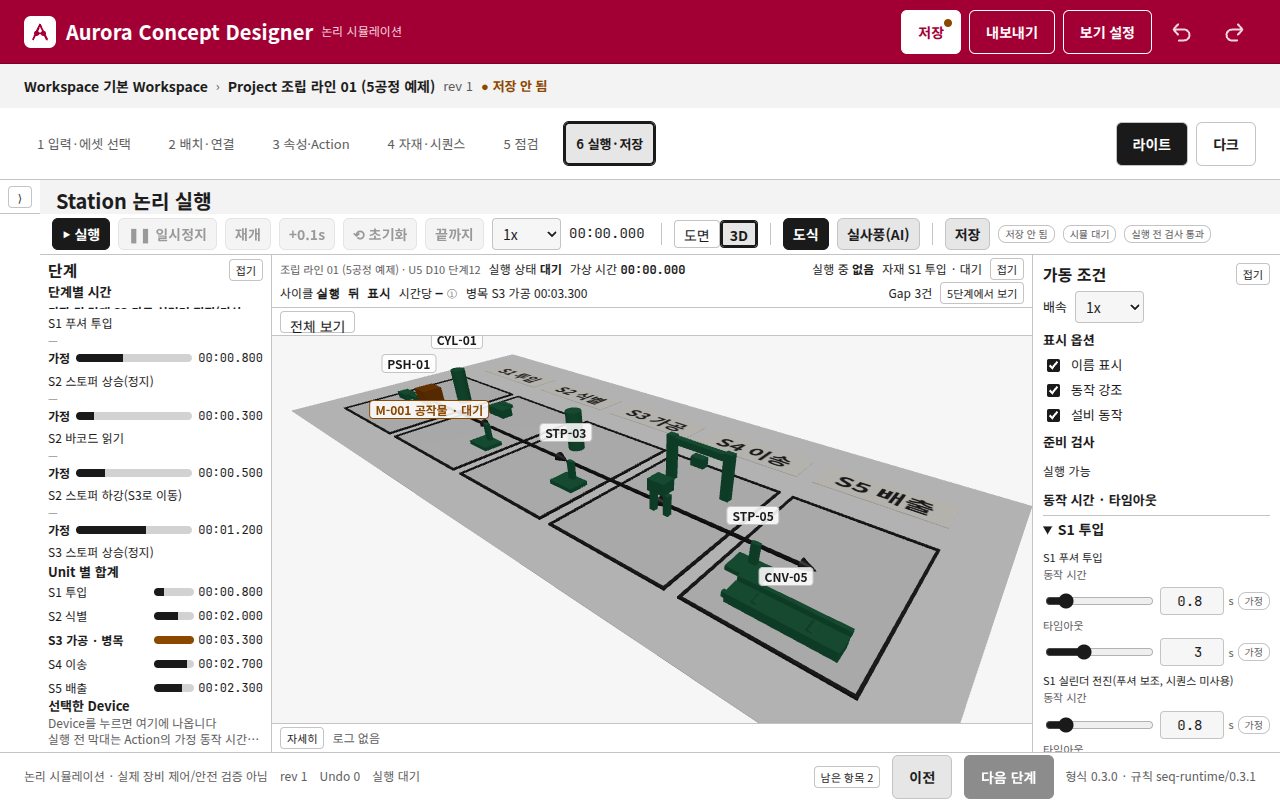 Aurora Concept Designer 논리 시뮬레이션 저장 내보내기 보기 설정
Workspace 기본 Workspace › Project 조립 라인 01 (5공정 예제) rev 1 ● 저장 안 됨
1 입력·에셋 선택 2 배치·연결 3 속성·Action 4 자재·시퀀스 5 점검 6 실행·저장 라이트 다크
Station 논리 실행
실행 일시정지 재개 +0.1s 초기화 끝까지 1x 00:00.000 도면 3D 도식 실사풍(AI) 저장 저장 안 됨 시뮬 대기 실행 전 검사 통과
단계 접기
단계별 시간
S1 푸셔 투입
—
가정 00:00.800
S2 스토퍼 상승(정지)
—
가정 00:00.300
S2 바코드 읽기
—
가정 00:00.500
S2 스토퍼 하강(S3로 이동)
—
가정 00:01.200
S3 스토퍼 상승(정지)
Unit 별 합계
S1 투입 00:00.800
S2 식별 00:02.000
S3 가공 · 병목 00:03.300
S4 이송 00:02.700
S5 배출 00:02.300
선택한 Device
Device를 누르면 여기에 나옵니다
실행 전 막대는 Action의 가정 동작 시간…
조립 라인 01 (5공정 예제) · U5 D10 단계12 실행 상태 대기 가상 시간 00:00.000 실행 중 없음 자재 S1 투입 · 대기 접기
사이클 실행 뒤 표시 시간당 – ⓘ 병목 S3 가공 00:03.300 Gap 3건 5단계에서 보기
전체 보기
CYL-01
PSH-01
M-001 공작물 · 대기
STP-03
STP-05
CNV-05
S1 투입
S2 식별
S3 가공
S4 이송
S5 배출
자세히 로그 없음
가동 조건 접기
배속 1x
표시 옵션
이름 표시
동작 강조
설비 동작
준비 검사
실행 가능
동작 시간 · 타임아웃
▼ S1 투입
S1 푸셔 투입
동작 시간
0.8 s 가정
타임아웃
3 s 가정
S1 실린더 전진(푸셔 보조, 시퀀스 미사용)
동작 시간
0.8 s 가정
타임아웃
논리 시뮬레이션 · 실제 장비 제어/안전 검증 아님 rev 1 Undo 0 실행 대기 남은 항목 2 이전 다음 단계 형식 0.3.0 · 규칙 seq-runtime/0.3.1